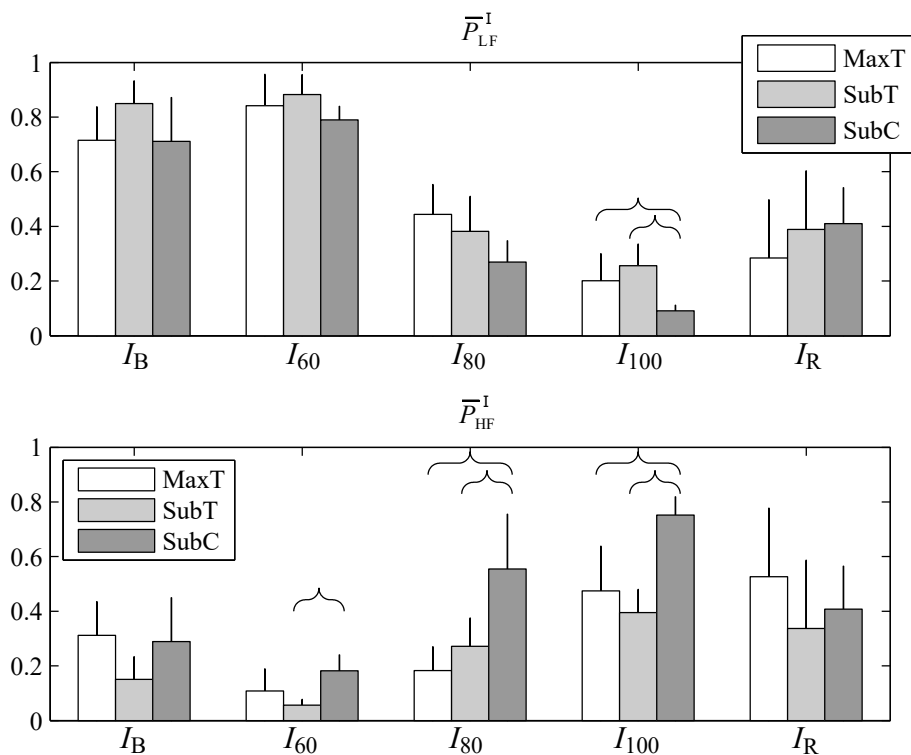 P̅_LF^I
1
0.8
0.6
0.4
0.2
0
MaxT
SubT
SubC
I_B I_60 I_80 I_100 I_R
P̅_HF^I
1
0.8
0.6
0.4
0.2
0
MaxT
SubT
SubC
I_B I_60 I_80 I_100 I_R